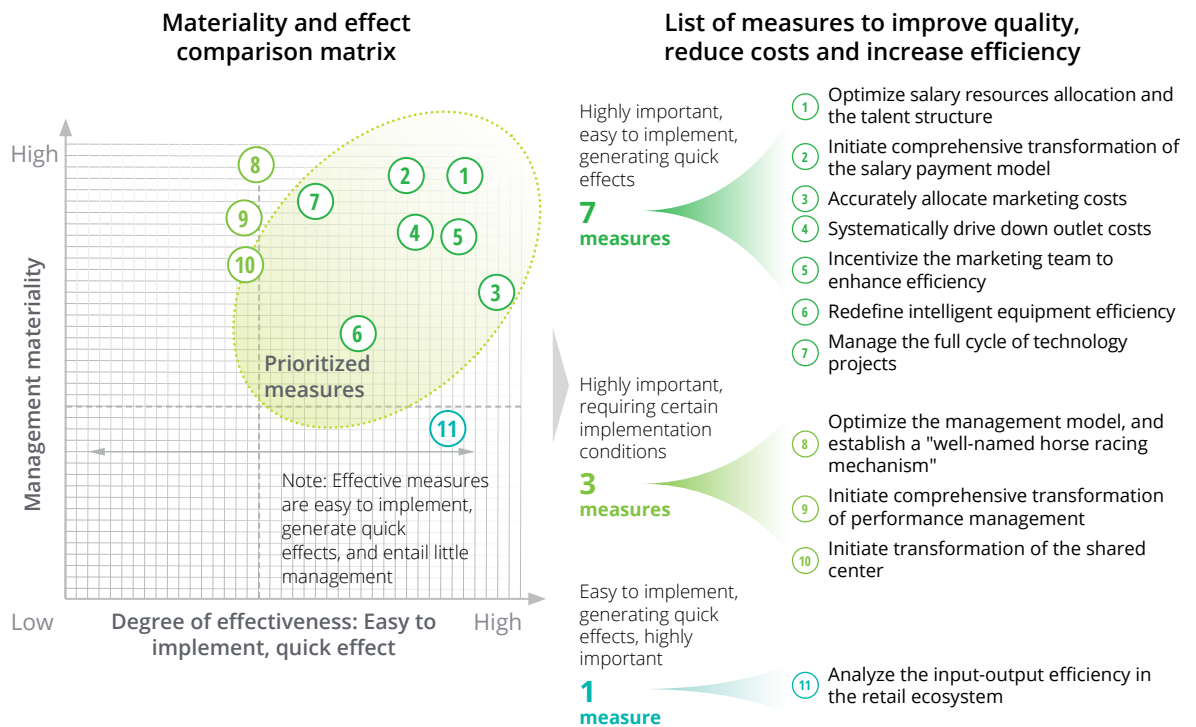 Materiality and effect
comparison matrix
High
Management materiality
8
9
10
7
2
1
4
5
3
6
Prioritized
measures
11
Note: Effective measures
are easy to implement,
generate quick
effects, and entail little
management
Low
Degree of effectiveness: Easy to
implement, quick effect
High
List of measures to improve quality,
reduce costs and increase efficiency
Highly important,
easy to implement,
generating quick
effects
7
measures
1 Optimize salary resources allocation and
the talent structure
2 Initiate comprehensive transformation of
the salary payment model
3 Accurately allocate marketing costs
4 Systematically drive down outlet costs
5 Incentivize the marketing team to
enhance efficiency
6 Redefine intelligent equipment efficiency
7 Manage the full cycle of technology
projects
Highly important,
requiring certain
implementation
conditions
3
measures
8 Optimize the management model, and
establish a "well-named horse racing
mechanism"
9 Initiate comprehensive transformation
of performance management
10 Initiate transformation of the shared
center
Easy to implement,
generating quick
effects, highly
important
1
measure
11 Analyze the input-output efficiency in
the retail ecosystem